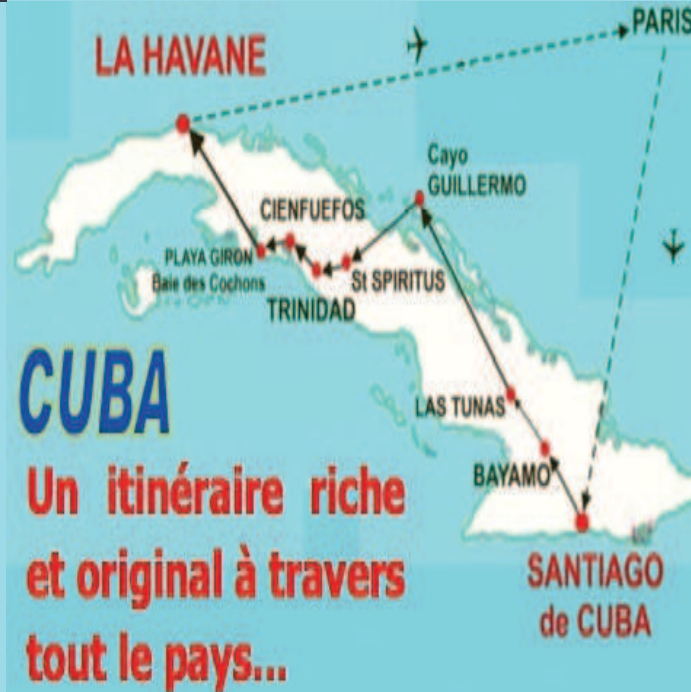 PARIS
LA HAVANE
Cayo
GUILLERMO
CIENFUEFOS
PLAYA GIRON
Baie des Cochons
St SPIRITUS
TRINIDAD
CUBA
LAS TUNAS
BAYAMO
Un itinéraire riche
et original à travers
tout le pays...
SANTIAGO
de CUBA